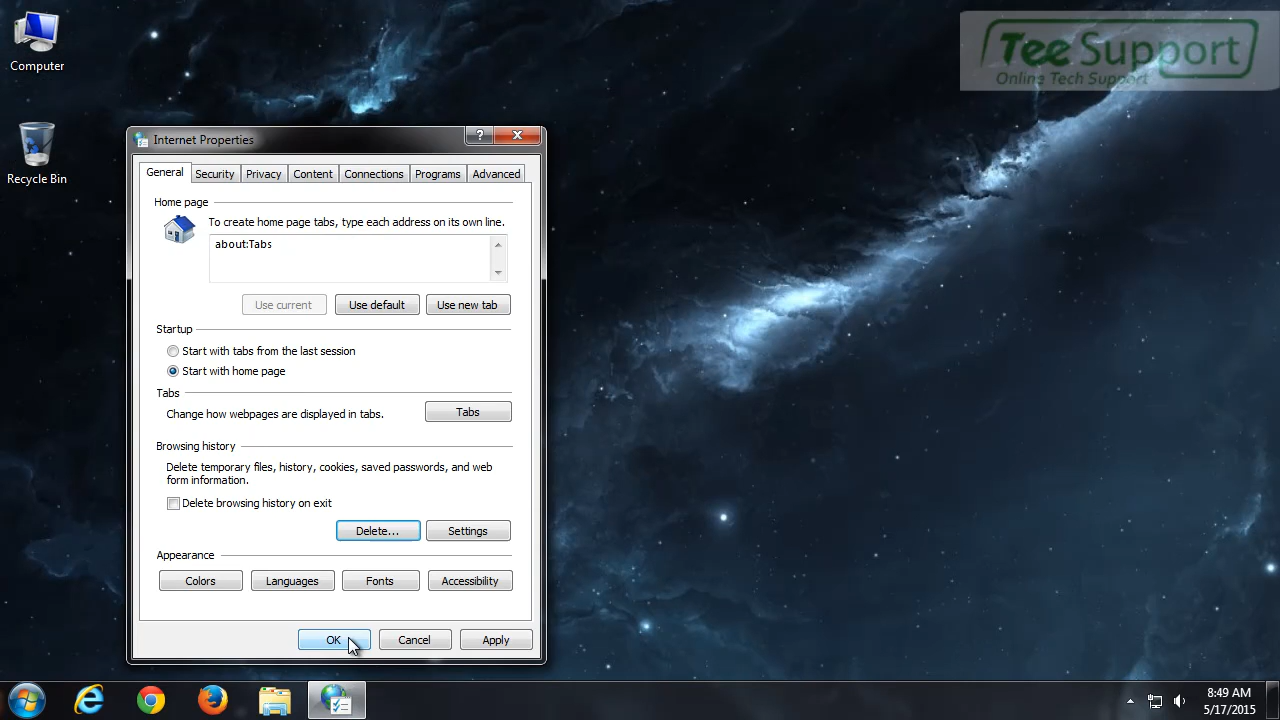 Computer
Recycle Bin
Tee Support
Online Tech Support
Internet Properties
?
General Security Privacy Content Connections Programs Advanced
Home page
To create home page tabs, type each address on its own line.
about:Tabs
Use current Use default Use new tab
Startup
Start with tabs from the last session
Start with home page
Tabs
Change how webpages are displayed in tabs. Tabs
Browsing history
Delete temporary files, history, cookies, saved passwords, and web
form information.
Delete browsing history on exit
Delete... Settings
Appearance
Colors Languages Fonts Accessibility
OK Cancel Apply
8:49 AM
5/17/2015